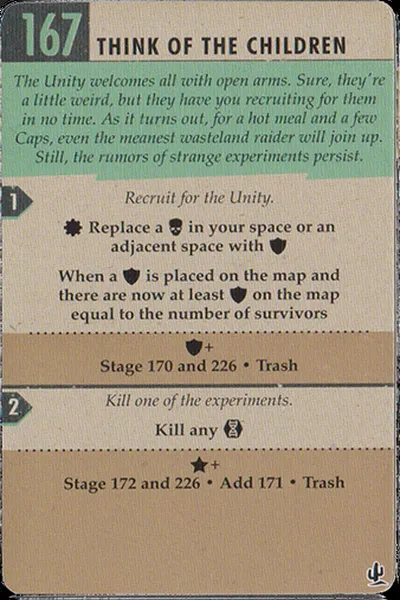 167 THINK OF THE CHILDREN
The Unity welcomes all with open arms. Sure, they're
a little weird, but they have you recruiting for them
in no time. As it turns out, for a hot meal and a few
Caps, even the meanest wasteland raider will join up.
Still, the rumors of strange experiments persist.
1
Recruit for the Unity.
Replace a in your space or an
adjacent space with
When a is placed on the map and
there are now at least on the map
equal to the number of survivors
+
Stage 170 and 226 • Trash
2
Kill one of the experiments.
Kill any
+
Stage 172 and 226 • Add 171 • Trash